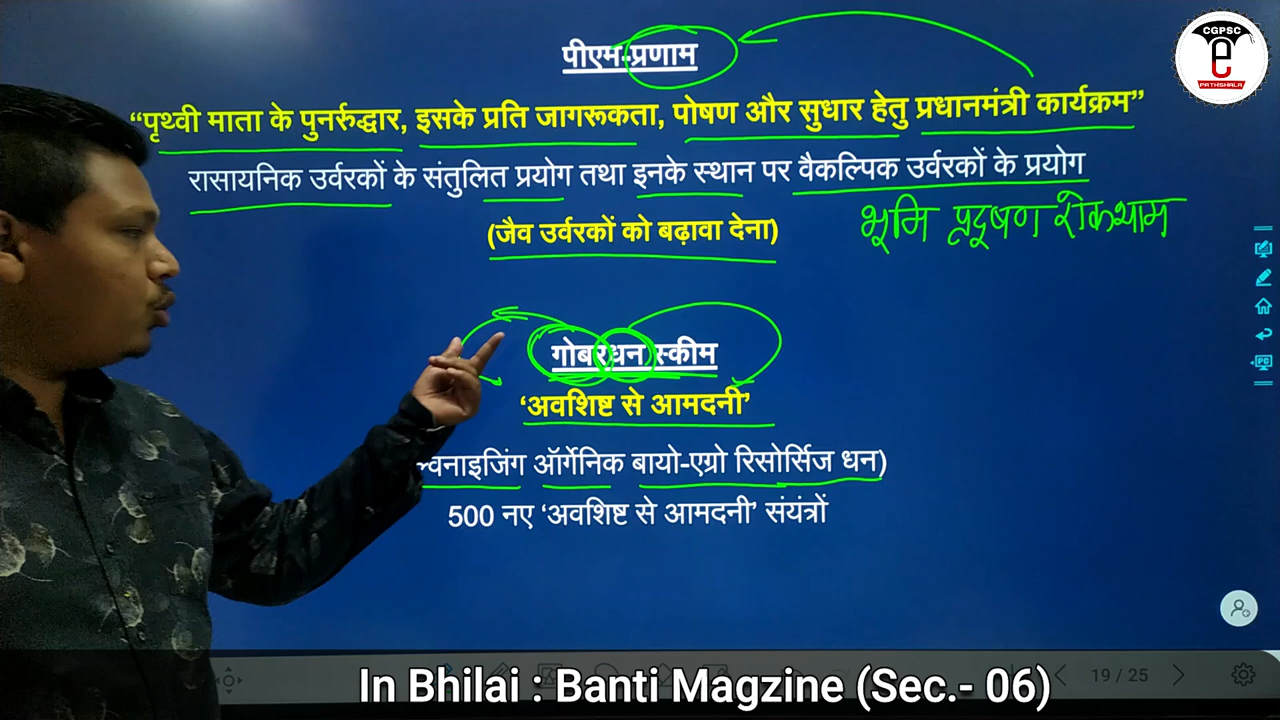 CGPSC
e
PATHSHALA
पीएम-प्रणाम
“पृथ्वी माता के पुनर्रुद्धार, इसके प्रति जागरूकता, पोषण और सुधार हेतु प्रधानमंत्री कार्यक्रम”
रासायनिक उर्वरकों के संतुलित प्रयोग तथा इनके स्थान पर वैकल्पिक उर्वरकों के प्रयोग
(जैव उर्वरकों को बढ़ावा देना)
भूमि प्रदूषण रोकथाम
गोबरधन स्कीम
‘अवशिष्ट से आमदनी’
ऑर्गेनिक बायो-एग्रो रिसोर्सिज धन)
500 नए ‘अवशिष्ट से आमदनी’ संयंत्रों
PC
19 / 25
In Bhilai : Banti Magzine (Sec.- 06)